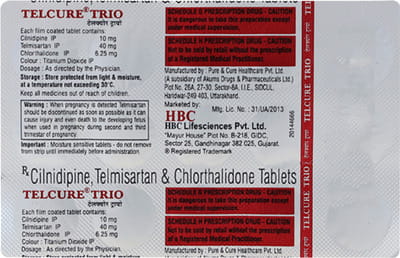 TELCURE® TRIO
टेलक्योर ट्रायो
Each film coated tablet contains:
Cilnidipine IP 10 mg
Telmisartan IP 40 mg
Chlorthalidone IP 6.25 mg
Colour : Titanium Dioxide IP
Dosage : As directed by the Physician.
Storage : Store protected from light & moisture,
at a temperature not exceeding 30°C.
Keep all medicines out of reach of children.
Warning : When pregnancy is detected Telmisartan
should be discontinued as soon as possible as it can
cause injury and even death to the developing fetus
when used in pregnancy during second and third
trimester of pregnancy
Important : Moisture sensitive tablets - do not remove
from strip until immediately before administration.
SCHEDULE G PRESCRIPTION DRUG - CAUTION
It is dangerous to take this preparation except
under medical supervision.
SCHEDULE H PRESCRIPTION DRUG - CAUTION
Not to be sold by retail without the prescription
of a Registered Medical Practitioner.
Manufactured by : Pure & Cure Healthcare Pvt. Ltd.
(A subsidiary of Akums Drugs & Pharmaceuticals Ltd.)
Plot No. 26A, 27-30, Sector-8A, I.I.E., SIDCUL,
Haridwar-249 403, Uttarakhand.
Mfg. Lic. No. : 31/UA/2013
Marketed by:
HBC
HBC Lifesciences Pvt. Ltd.
"Mayur House" Plot No. B-218, GIDC,
Sector 25, Gandhinagar 382 025, Gujarat.
® Registered Trademark
20144666
TELCURE® TRIO
Rx Cilnidipine, Telmisartan & Chlorthalidone Tablets
TELCURE® TRIO
टेलक्योर ट्रायो
Each film coated tablet contains:
Cilnidipine IP 10 mg
Telmisartan IP 40 mg
Chlorthalidone IP 6.25 mg
Colour : Titanium Dioxide IP
Dosage : As directed by the Physician.
SCHEDULE G PRESCRIPTION DRUG - CAUTION
It is dangerous to take this preparation except
under medical supervision.
SCHEDULE H PRESCRIPTION DRUG - CAUTION
Not to be sold by retail without the prescription
of a Registered Medical Practitioner.
Manufactured by : Pure & Cure Healthcare Pvt. Ltd.